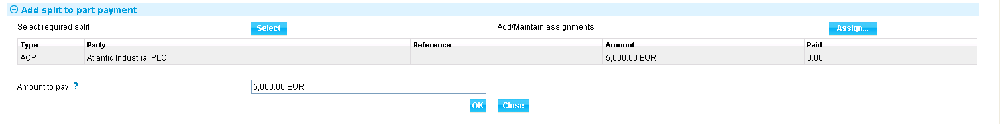 Add split to part payment
Select required split Select Add/Maintain assignments Assign...
Type Party Reference Amount Paid
AOP Atlantic Industrial PLC 5,000.00 EUR 0.00
Amount to pay ? 5,000.00 EUR
OK Close